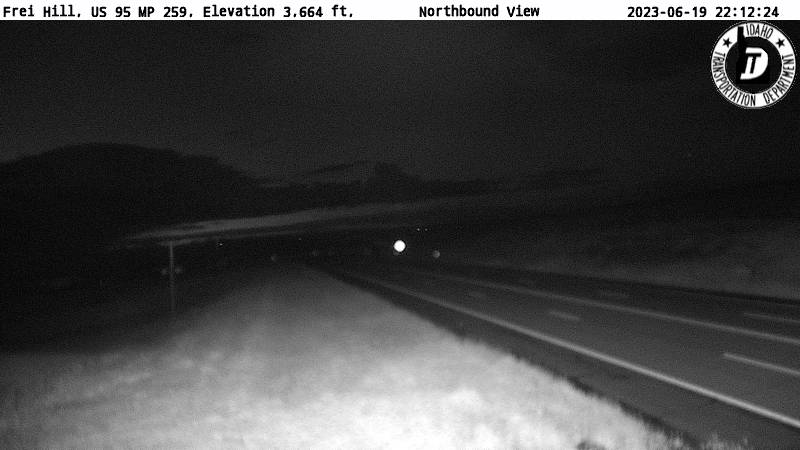 Frei Hill, US 95 MP 259, Elevation 3,664 ft, Northbound View 2023-06-19 22:12:24
IDAHO
TRANSPORTATION DEPARTMENT